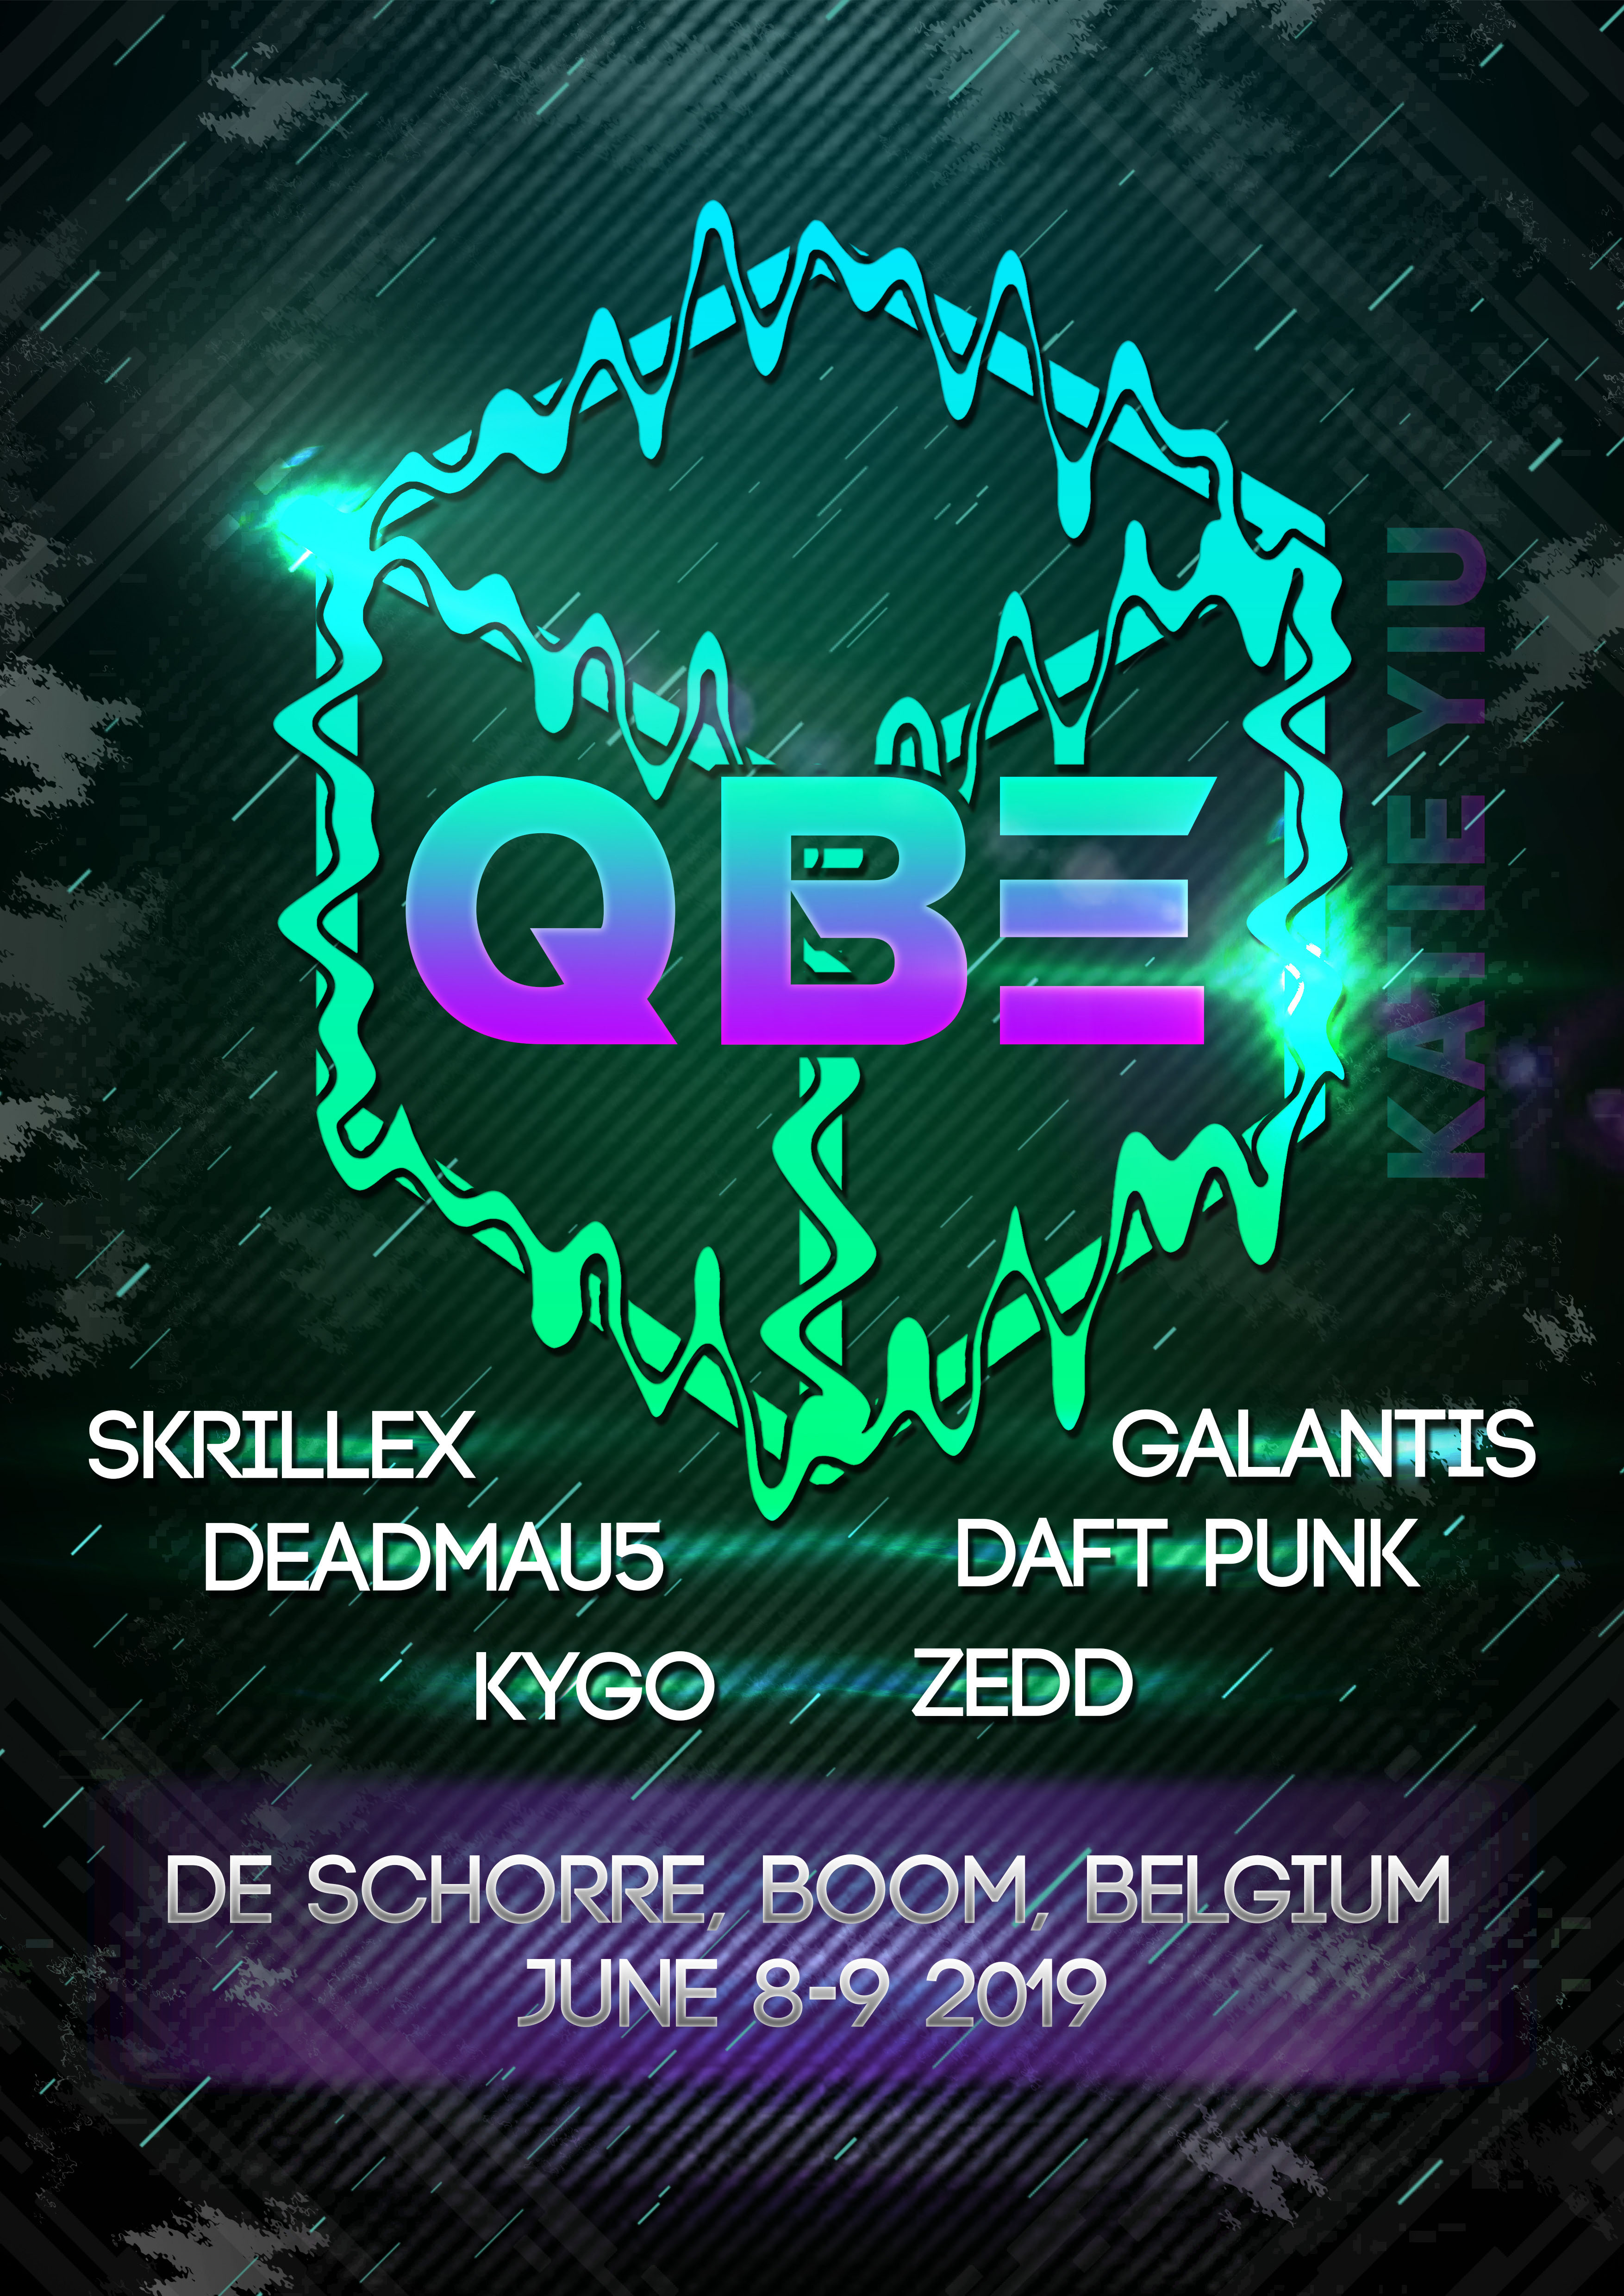 QBE
KATIE YIU
SKRILLEX
GALANTIS
DEADMAU5
DAFT PUNK
KYGO
ZEDD
DE SCHORRE, BOOM, BELGIUM
JUNE 8-9 2019